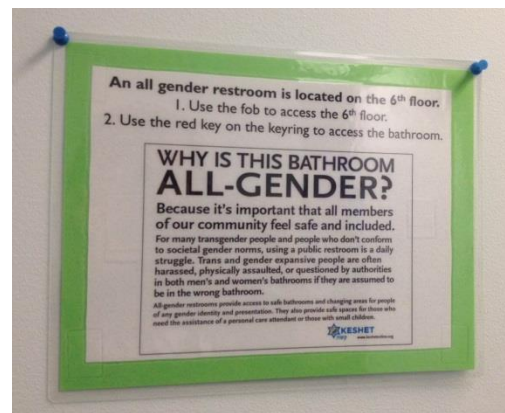 An all gender restroom is located on the 6th floor.
1. Use the fob to access the 6th floor.
2. Use the red key on the keyring to access the bathroom.
WHY IS THIS BATHROOM
ALL-GENDER?
Because it's important that all members
of our community feel safe and included.
For many transgender people and people who don't conform
to societal gender norms, using a public restroom is a daily
struggle. Trans and gender expansive people are often
harassed, physically assaulted, or questioned by authorities
in both men's and women's bathrooms if they are assumed to
be in the wrong bathroom.
All-gender restrooms provide access to safe bathrooms and changing areas for people
of any gender identity and presentation. They also provide safe spaces for those who
need the assistance of a personal care attendant or those with small children.
KESHET